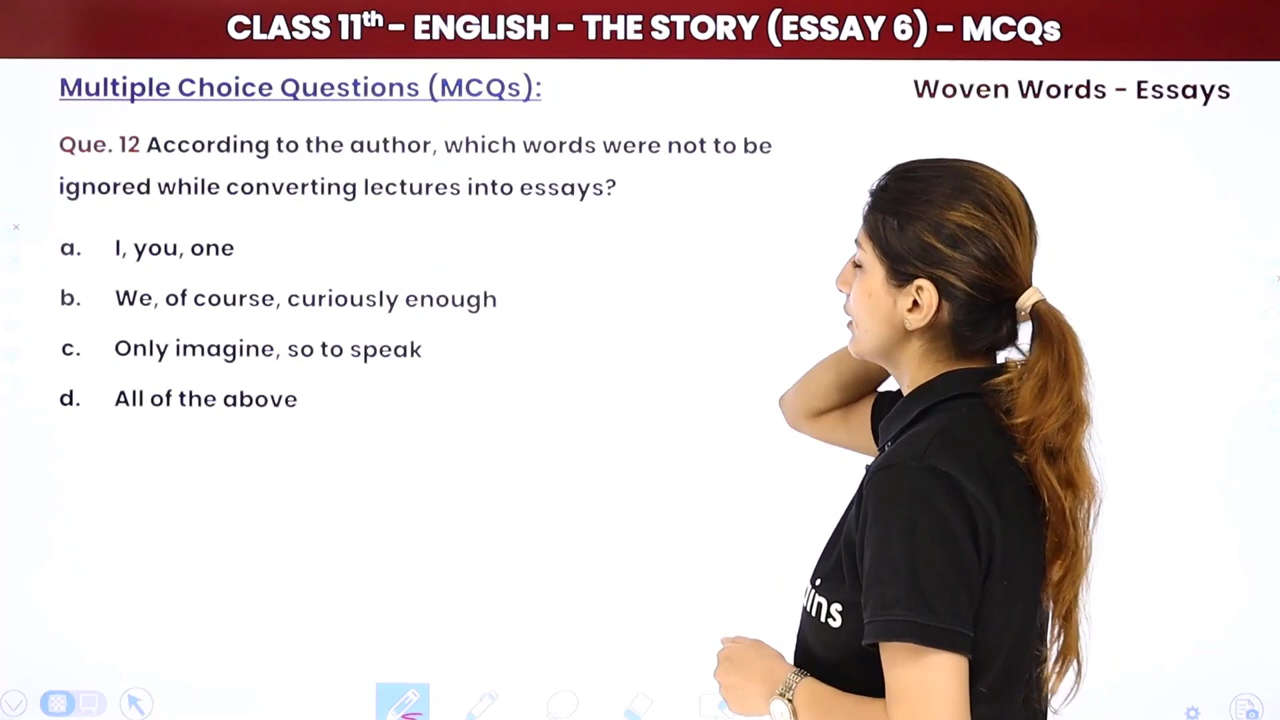 CLASS 11th - ENGLISH - THE STORY (ESSAY 6) - MCQs
Multiple Choice Questions (MCQs):
Woven Words - Essays
Que. 12 According to the author, which words were not to be
ignored while converting lectures into essays?
a. I, you, one
b. We, of course, curiously enough
c. Only imagine, so to speak
d. All of the above